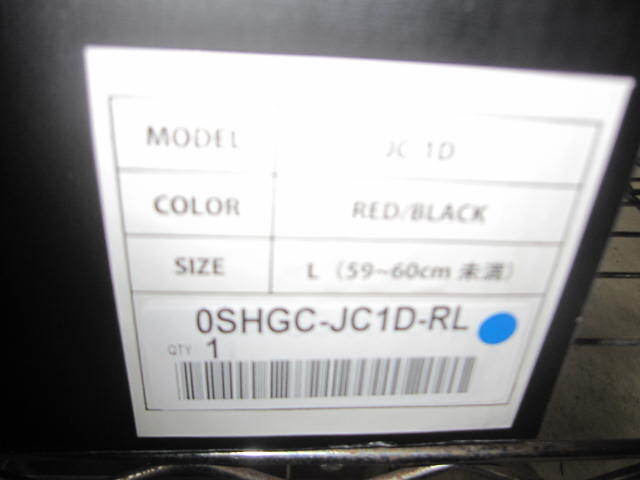 MODEL JC 1D
COLOR RED/BLACK
SIZE L (59~60cm 未満)
0SHGC-JC1D-RL
QTY 1